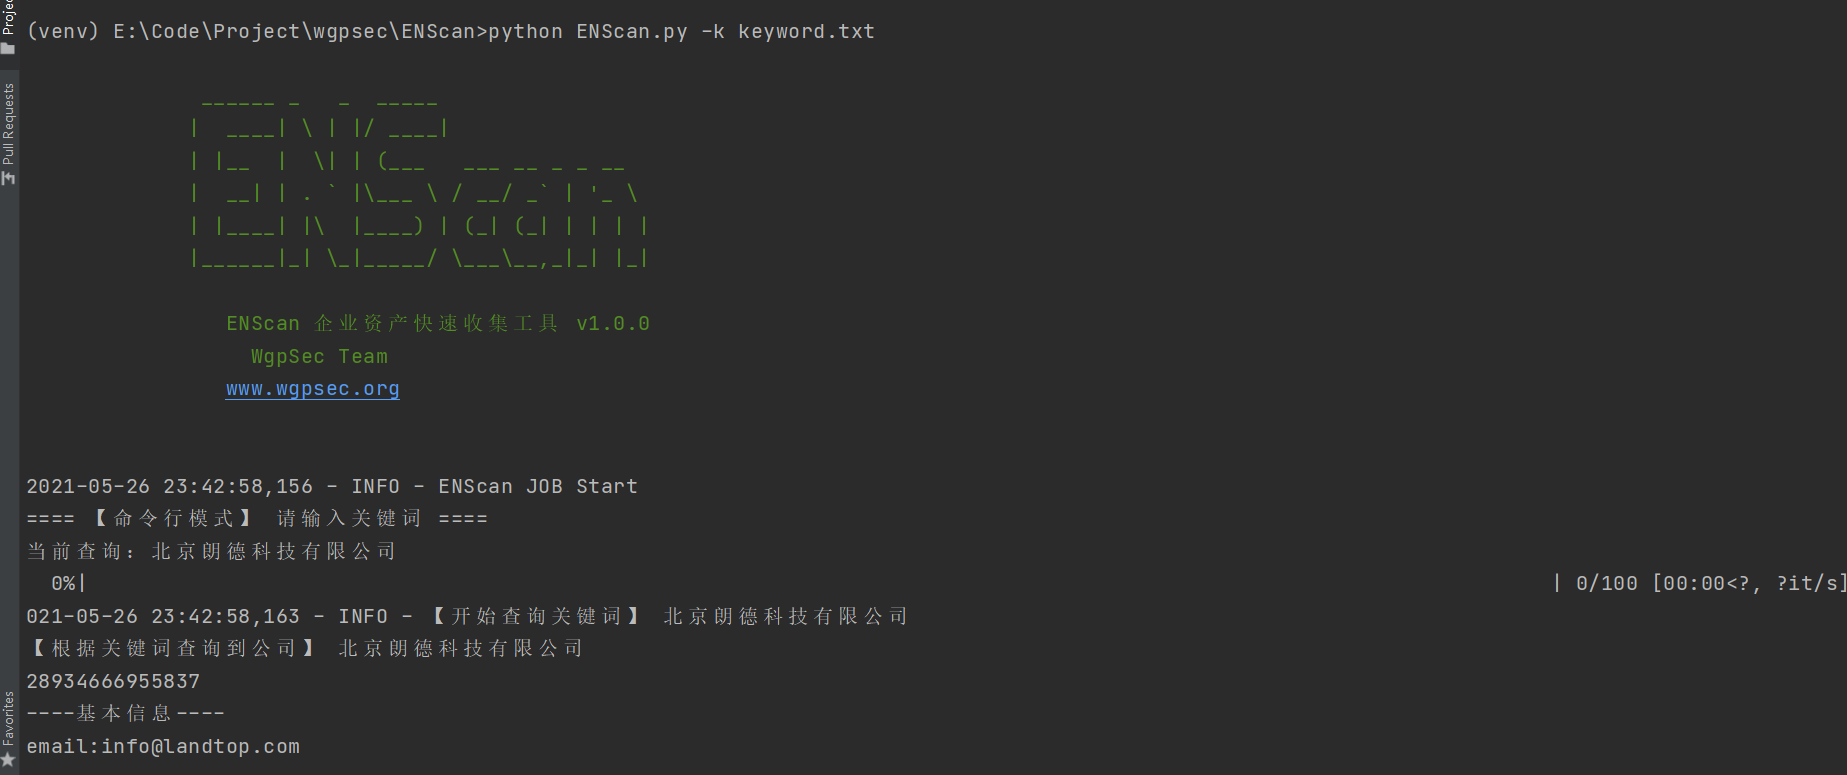 (venv) E:\Code\Project\wgpsec\ENScan>python ENScan.py -k keyword.txt
Pull Requests
 ______ _   _  _____
|  ____| \ | |/ ____|
| |__  |  \| | (___   ___ __ _ _ __
|  __| | . ` |\___ \ / __/ _` | '_ \
| |____| |\  |____) | (_| (_| | | | |
|______|_| \_|_____/ \___\__,_|_| |_|
ENScan 企业资产快速收集工具 v1.0.0
WgpSec Team
www.wgpsec.org
2021-05-26 23:42:58,156 - INFO - ENScan JOB Start
==== 【命令行模式】 请输入关键词 ====
当前查询: 北京朗德科技有限公司
0%| | 0/100 [00:00<?, ?it/s]
021-05-26 23:42:58,163 - INFO - 【开始查询关键词】 北京朗德科技有限公司
【根据关键词查询到公司】 北京朗德科技有限公司
28934666955837
----基本信息----
Favorites
email:info@landtop.com